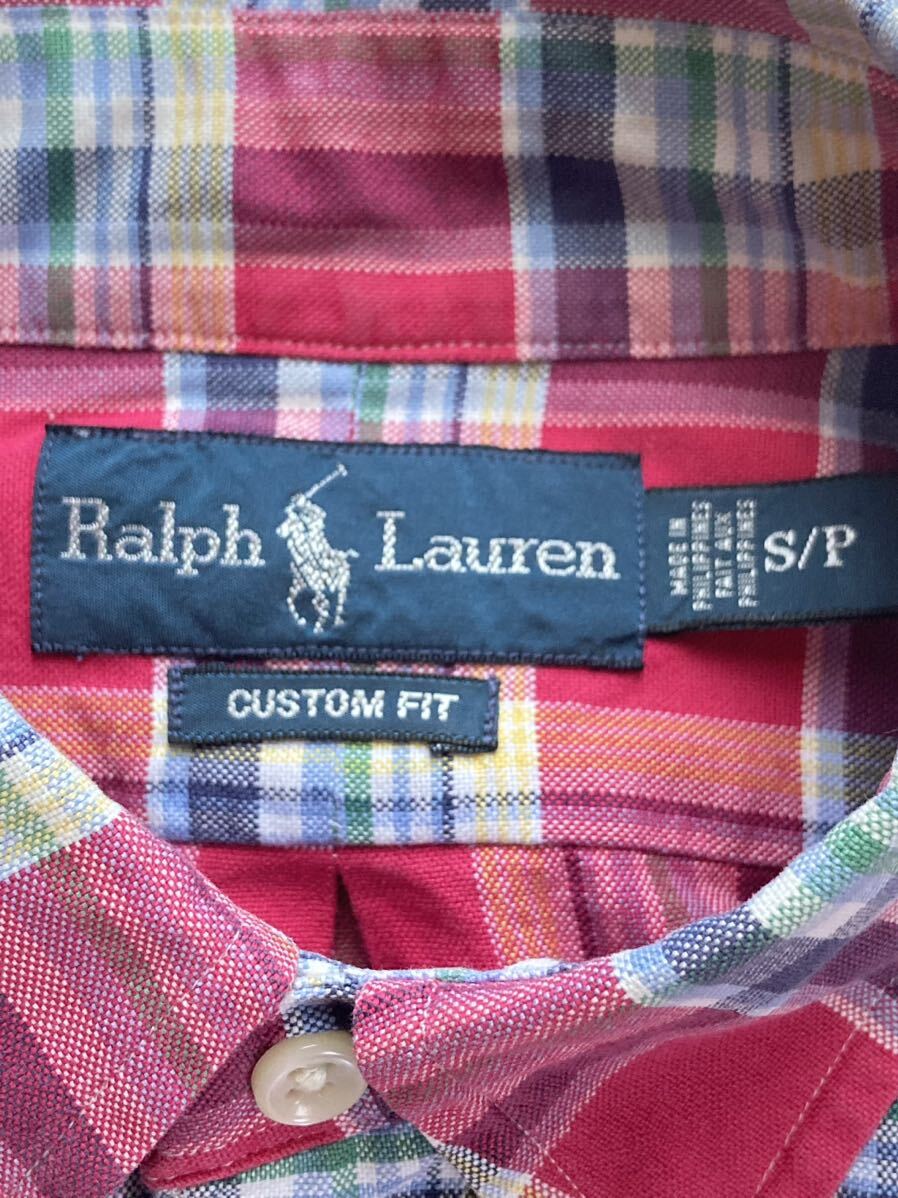 Ralph Lauren
MADE IN
PHILIPPINES
FAIT AUX
PHILIPPINES
S/P
CUSTOM FIT